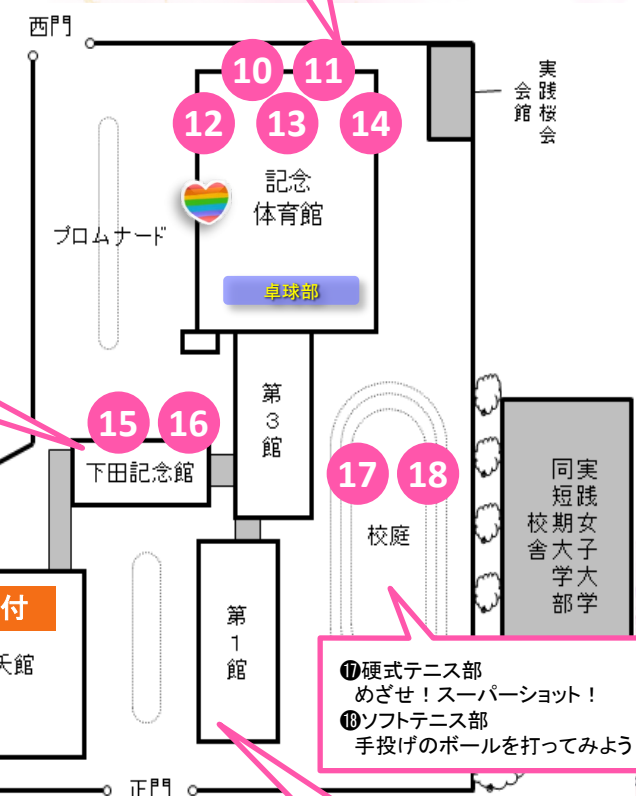 西門
実践桜会
会館
10
11
12
13
14
記念
体育館
プロムナード
卓球部
第3館
15
16
下田記念館
17
18
校庭
実践女子大学
同短期大学部
校舎
付
館
第1館
⓱硬式テニス部
めざせ！スーパーショット！
⓲ソフトテニス部
手投げのボールを打ってみよう
正門